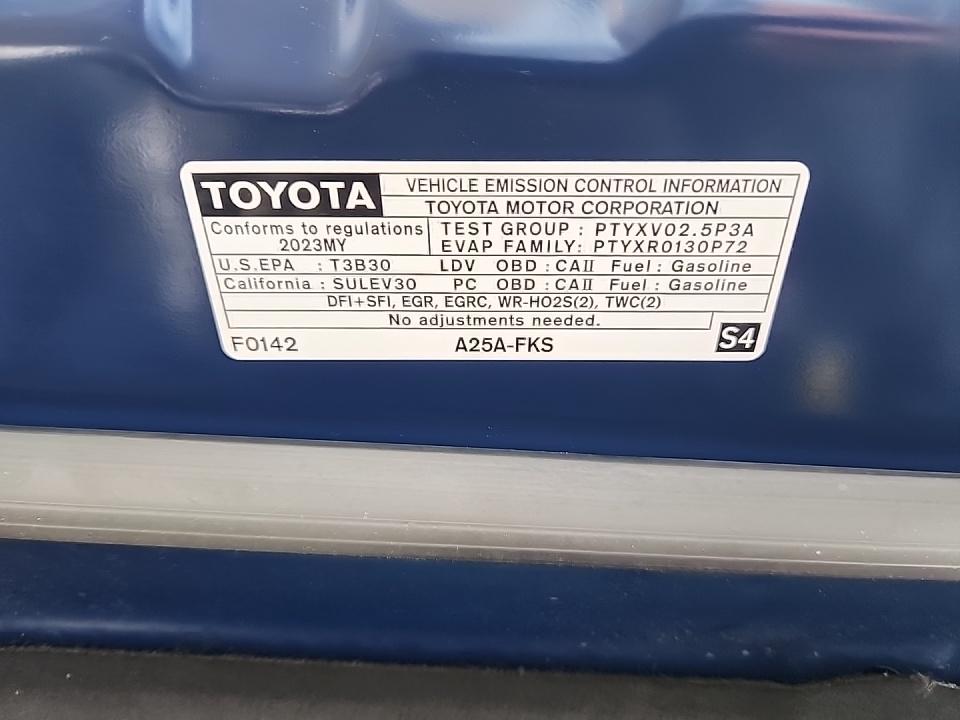 TOYOTA VEHICLE EMISSION CONTROL INFORMATION
TOYOTA MOTOR CORPORATION
Conforms to regulations
2023MY
TEST GROUP : PTYXV02.5P3A
EVAP FAMILY: PTYXR0130P72
U.S.EPA : T3B30 LDV OBD : CAII Fuel : Gasoline
California : SULEV30 PC OBD : CAII Fuel : Gasoline
DFI+SFI, EGR, EGRC, WR-HO2S(2), TWC(2)
No adjustments needed.
F0142 A25A-FKS S4